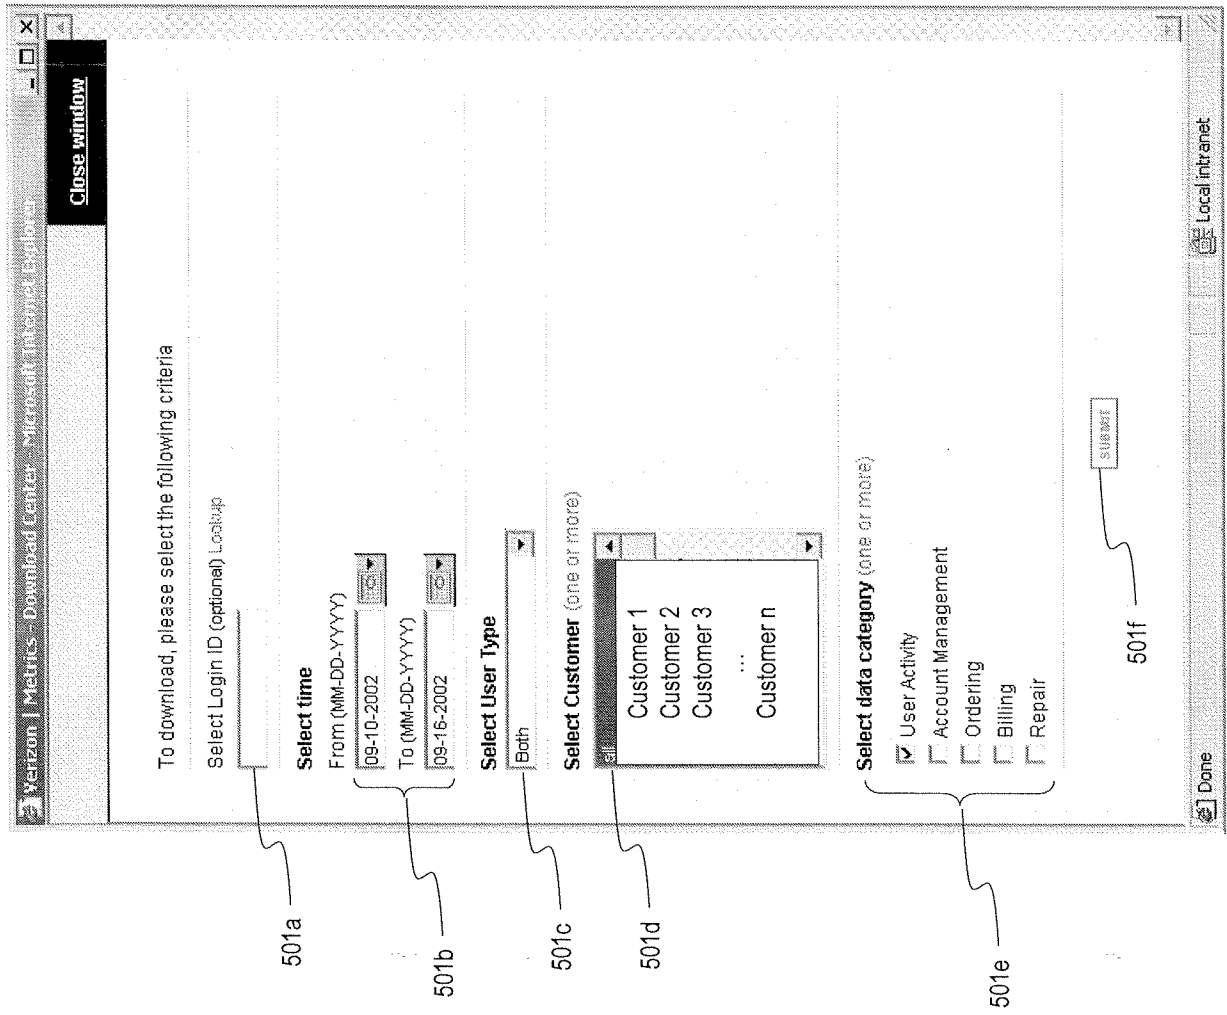 Verizon | Metrics - Download Center - Microsoft Internet Explorer
Close window
To download, please select the following criteria
Select Login ID (optional) Lookup
Select time
From (MM-DD-YYYY)
09-10-2002
To (MM-DD-YYYY)
09-16-2002
Select User Type
Both
Select Customer (one or more)
all
Customer 1
Customer 2
Customer 3
...
Customer n
Select data category (one or more)
User Activity
Account Management
Ordering
Billing
Repair
SUBMIT
Done
Local intranet
501a
501b
501c
501d
501e
501f